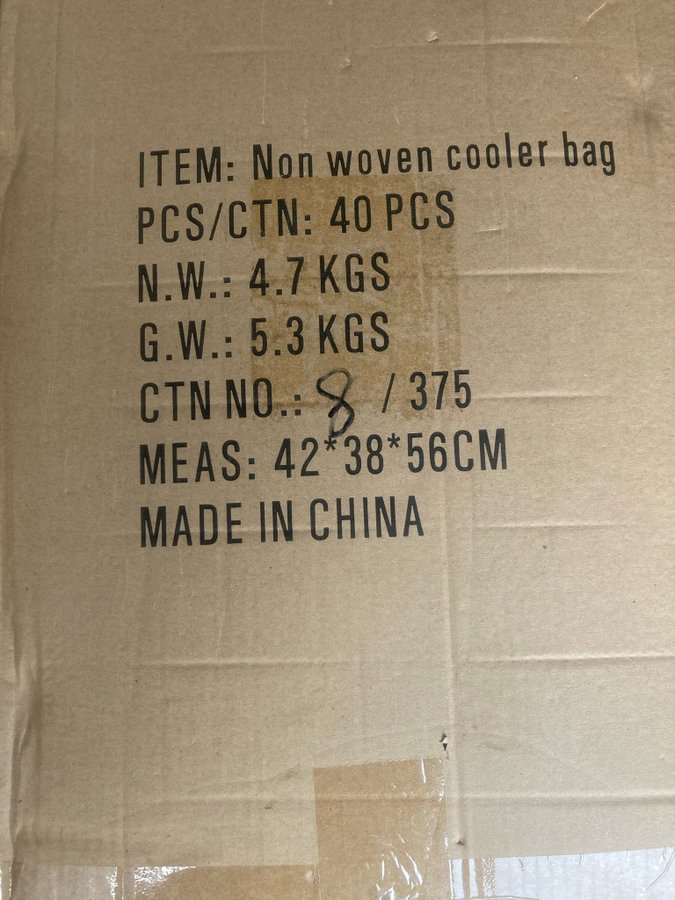 ITEM: Non woven cooler bag
PCS/CTN: 40 PCS
N.W.: 4.7 KGS
G.W.: 5.3 KGS
CTN NO.: 8 / 375
MEAS: 42*38*56CM
MADE IN CHINA